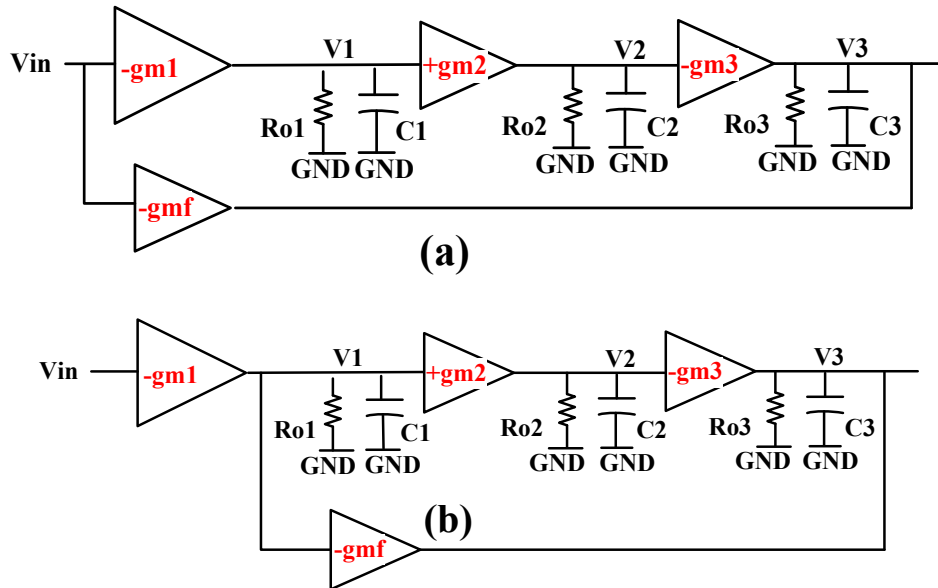 Vin -gm1 V1 +gm2 V2 -gm3 V3
Ro1 C1 Ro2 C2 Ro3 C3
GND GND GND GND GND GND
-gmf
(a)
Vin -gm1 V1 +gm2 V2 -gm3 V3
Ro1 C1 Ro2 C2 Ro3 C3
GND GND GND GND GND GND
(b)
-gmf